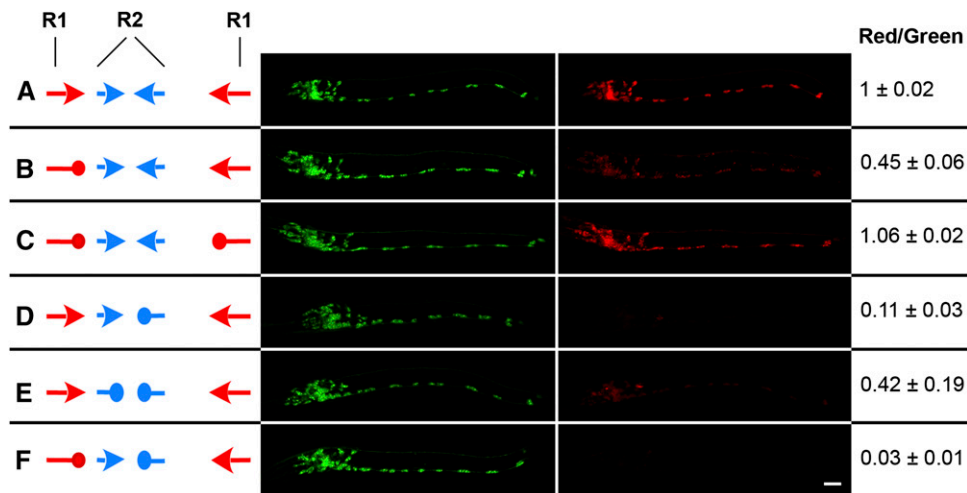 R1 R2 R1 Red/Green
A 1 ± 0.02
B 0.45 ± 0.06
C 1.06 ± 0.02
D 0.11 ± 0.03
E 0.42 ± 0.19
F 0.03 ± 0.01